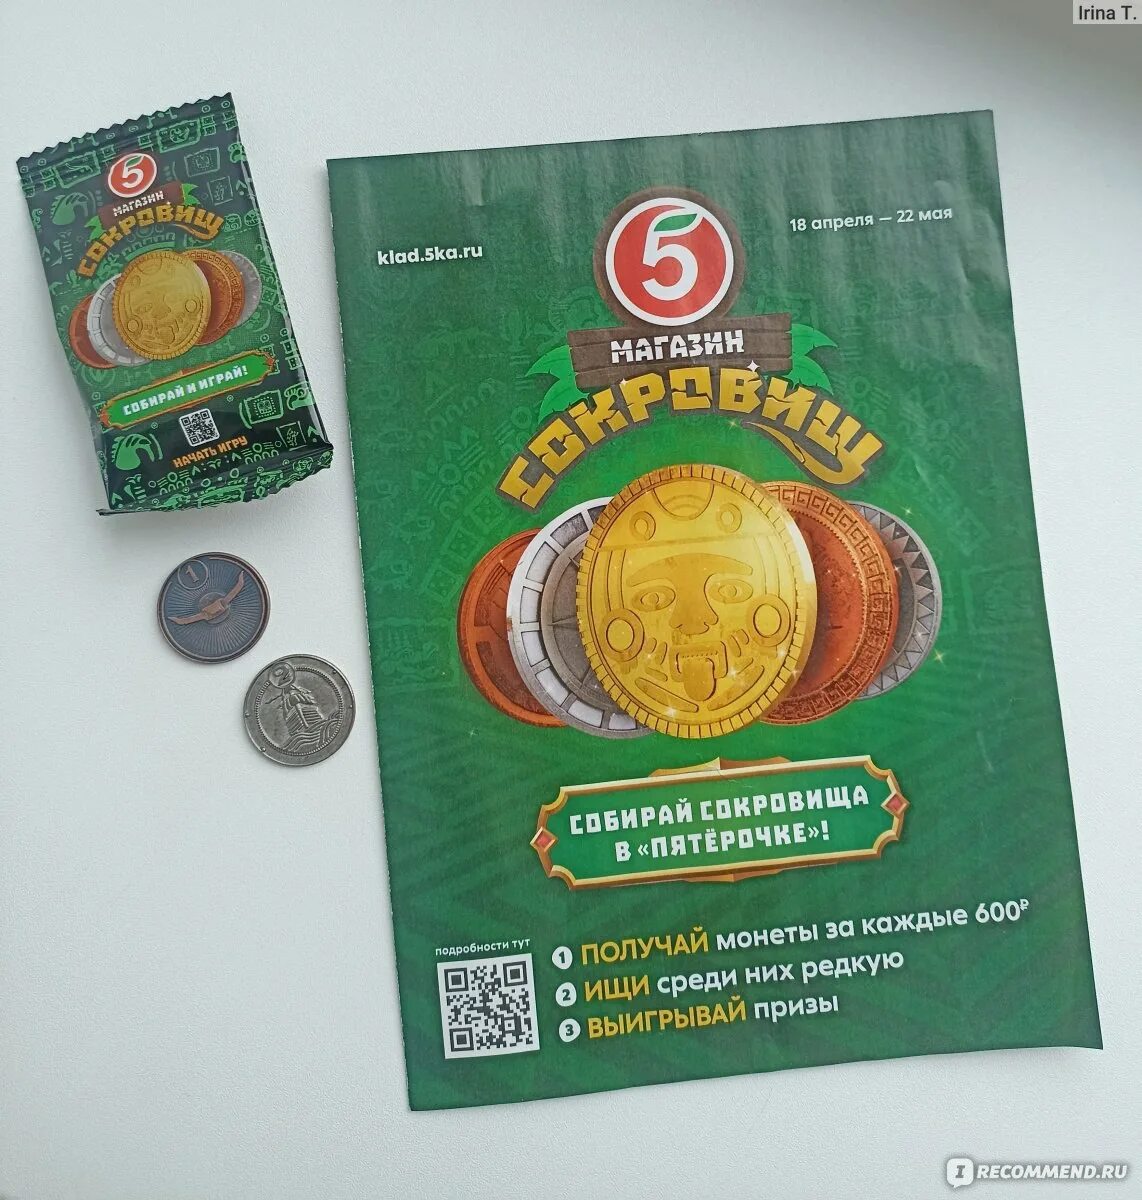 Irina T.
5
МАГАЗИН
СОКРОВИЩ
СОБИРАЙ И ИГРАЙ!
НАЧАТЬ ИГРУ
1
2
klad.5ka.ru
18 апреля — 22 мая
5
МАГАЗИН
СОКРОВИЩ
СОБИРАЙ СОКРОВИЩА
В «ПЯТЁРОЧКЕ»!
подробности тут
1 ПОЛУЧАЙ монеты за каждые 600₽
2 ИЩИ среди них редкую
3 ВЫИГРЫВАЙ призы
I RECOMMEND.RU